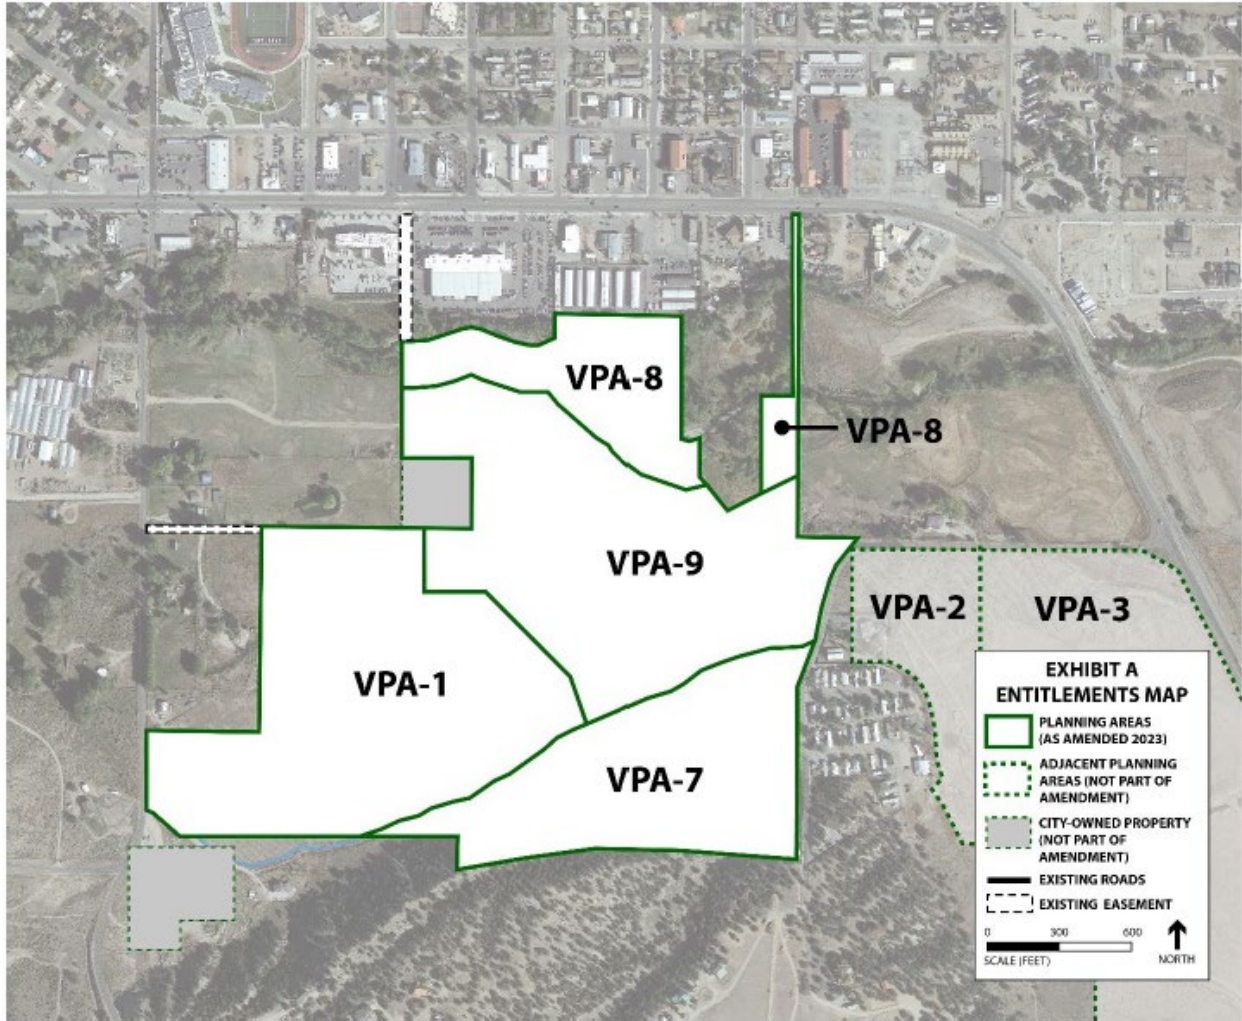 VPA-8
VPA-8
VPA-9
VPA-2
VPA-3
VPA-1
VPA-7
EXHIBIT A
ENTITLEMENTS MAP
PLANNING AREAS
(AS AMENDED 2023)
ADJACENT PLANNING
AREAS (NOT PART OF
AMENDMENT)
CITY-OWNED PROPERTY
(NOT PART OF
AMENDMENT)
EXISTING ROADS
EXISTING EASEMENT
0 300 600
SCALE (FEET)
NORTH